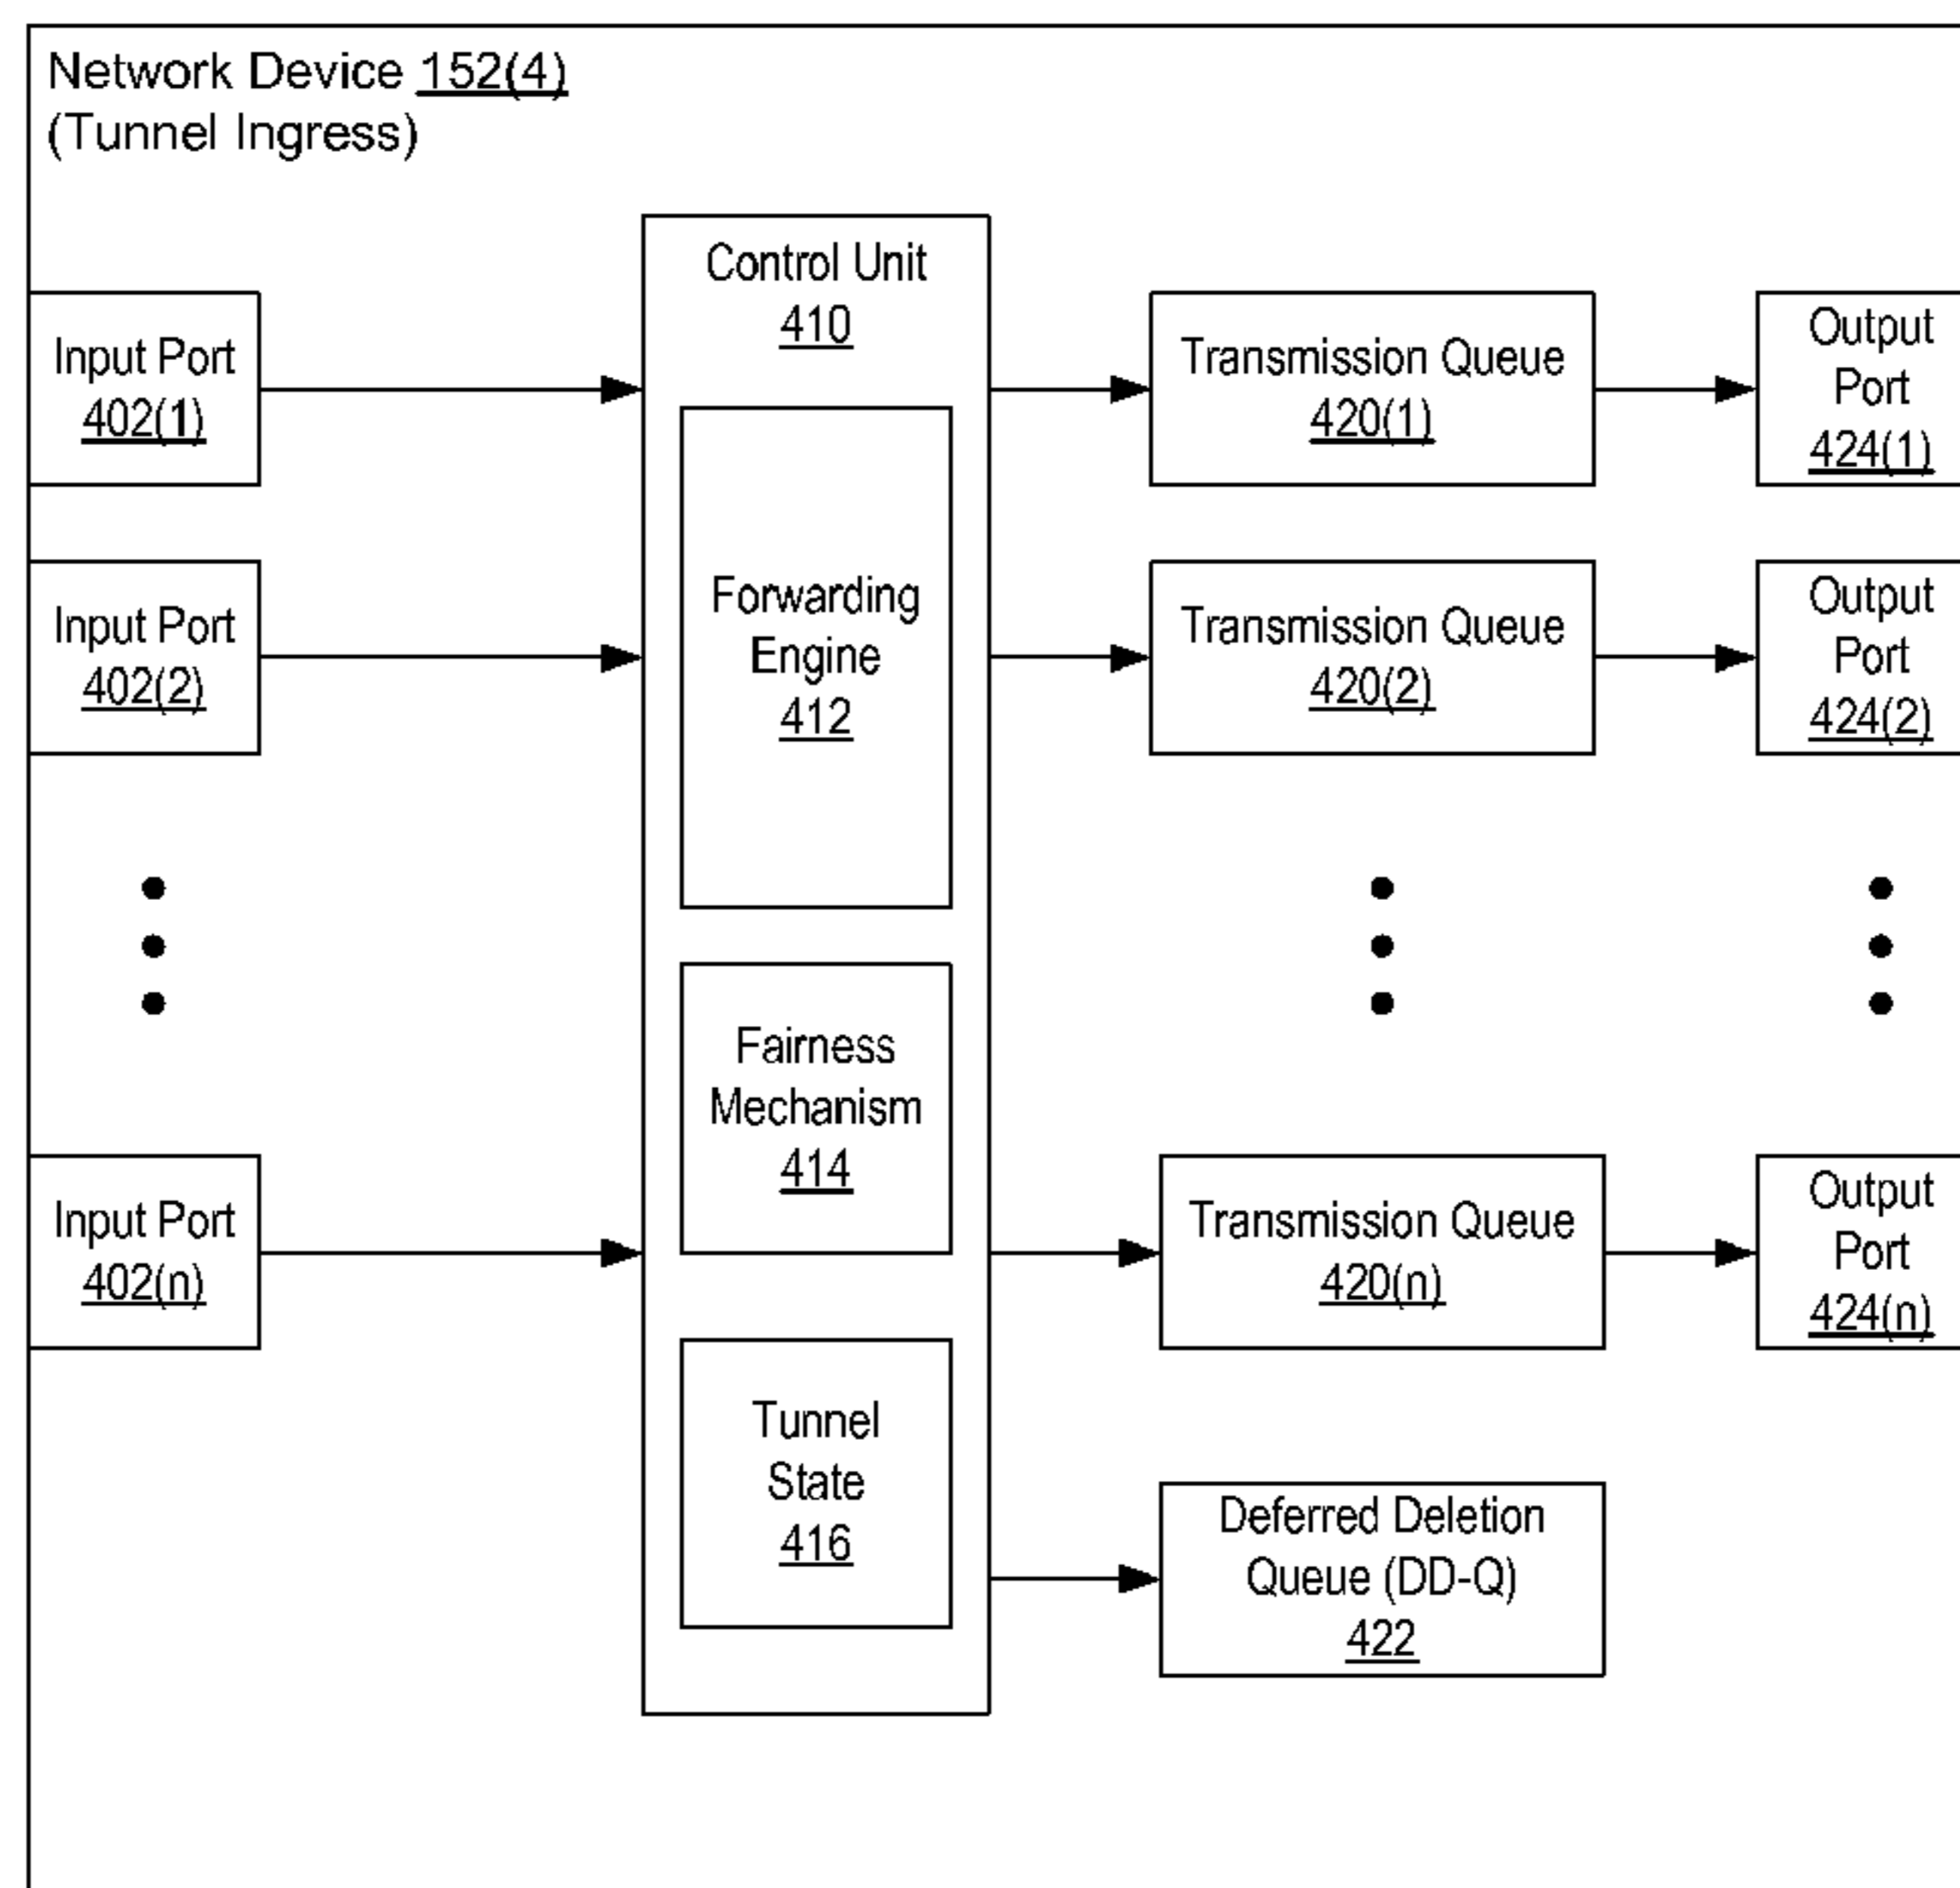 Network Device 152(4)
(Tunnel Ingress)
Control Unit
410
Input Port
402(1)
Transmission Queue
420(1)
Output
Port
424(1)
Forwarding
Engine
412
Input Port
402(2)
Transmission Queue
420(2)
Output
Port
424(2)
Fairness
Mechanism
414
Input Port
402(n)
Transmission Queue
420(n)
Output
Port
424(n)
Tunnel
State
416
Deferred Deletion
Queue (DD-Q)
422